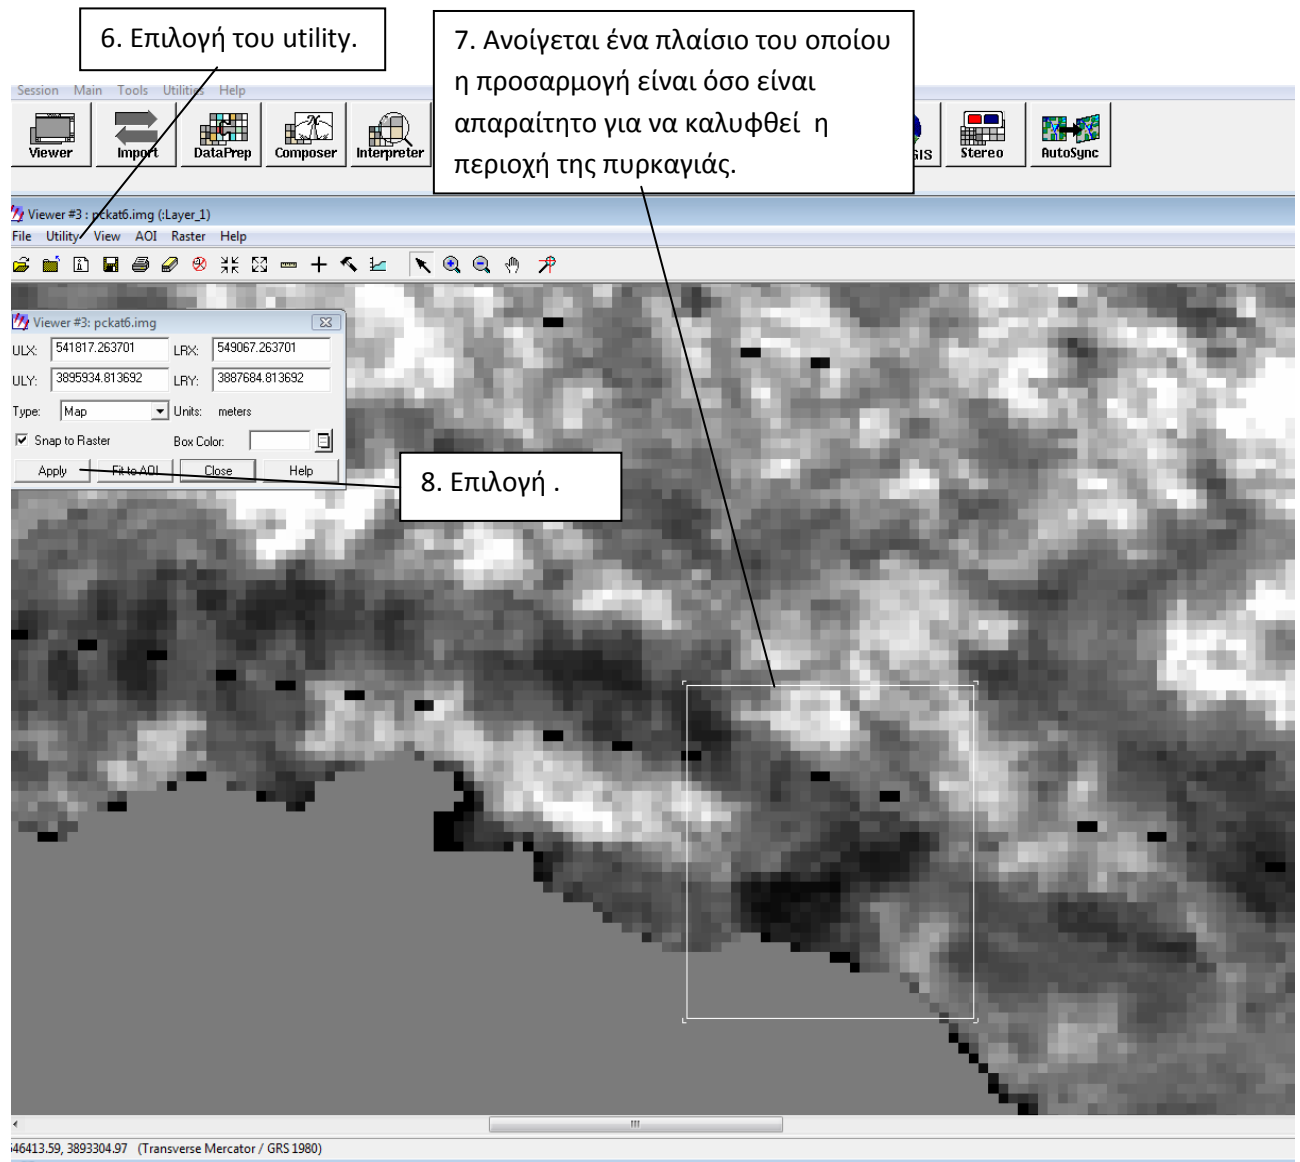 6. Επιλογή του utility.
7. Ανοίγεται ένα πλαίσιο του οποίου
η προσαρμογή είναι όσο είναι
απαραίτητο για να καλυφθεί η
περιοχή της πυρκαγιάς.
Session Main Tools Utilities Help
Viewer Import DataPrep Composer Interpreter Stereo AutoSync
Viewer #3 : pckat6.img (:Layer_1)
File Utility View AOI Raster Help
Viewer #3: pckat6.img
ULX: 541817.263701 LRX: 549067.263701
ULY: 3895934.813692 LRY: 3887684.813692
Type: Map Units: meters
Snap to Raster Box Color:
Apply Fit to AOI Close Help
8. Επιλογή .
46413.59, 3893304.97 (Transverse Mercator / GRS 1980)